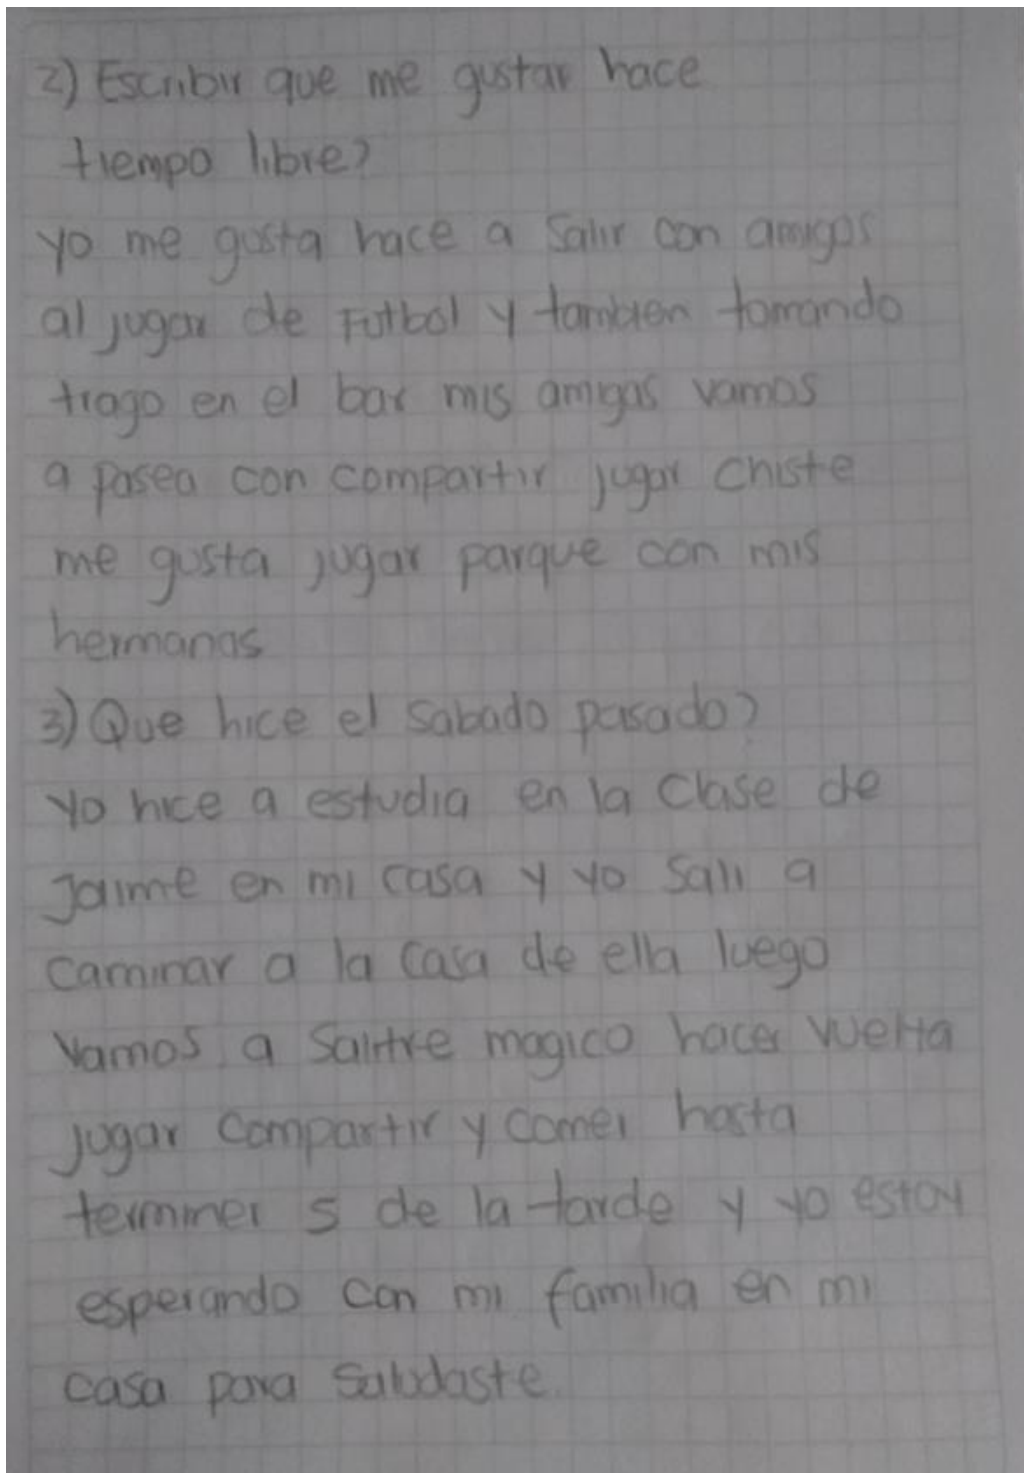 2) Escribir que me gustar hace
tiempo libre?
yo me gusta hace a salir con amigos
al jugar de Futbol y tambien tomando
trago en el bar mis amigas vamos
a pasea con compartir jugar chiste
me gusta jugar parque con mis
hermanas
3) Que hice el sabado pasado?
Yo hice a estudia en la clase de
Jaime en mi casa y yo sali a
caminar a la casa de ella luego
vamos a Salitre magico hacer vuelta
jugar compartir y comer hasta
terminer 5 de la tarde y yo estoy
esperando con mi familia en mi
casa para saludaste.